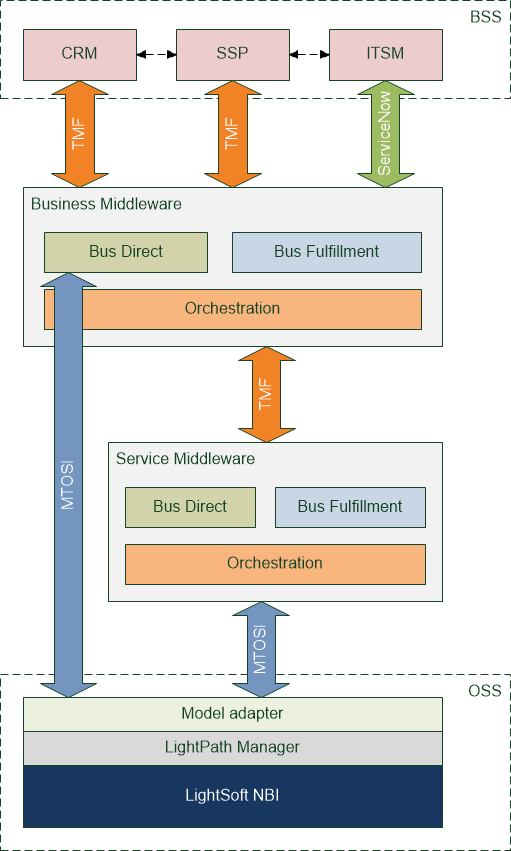 BSS
CRM
SSP
ITSM
TMF
TMF
ServiceNow
Business Middleware
Bus Direct
Bus Fulfillment
Orchestration
TMF
MTOSI
Service Middleware
Bus Direct
Bus Fulfillment
Orchestration
MTOSI
OSS
Model adapter
LightPath Manager
LightSoft NBI